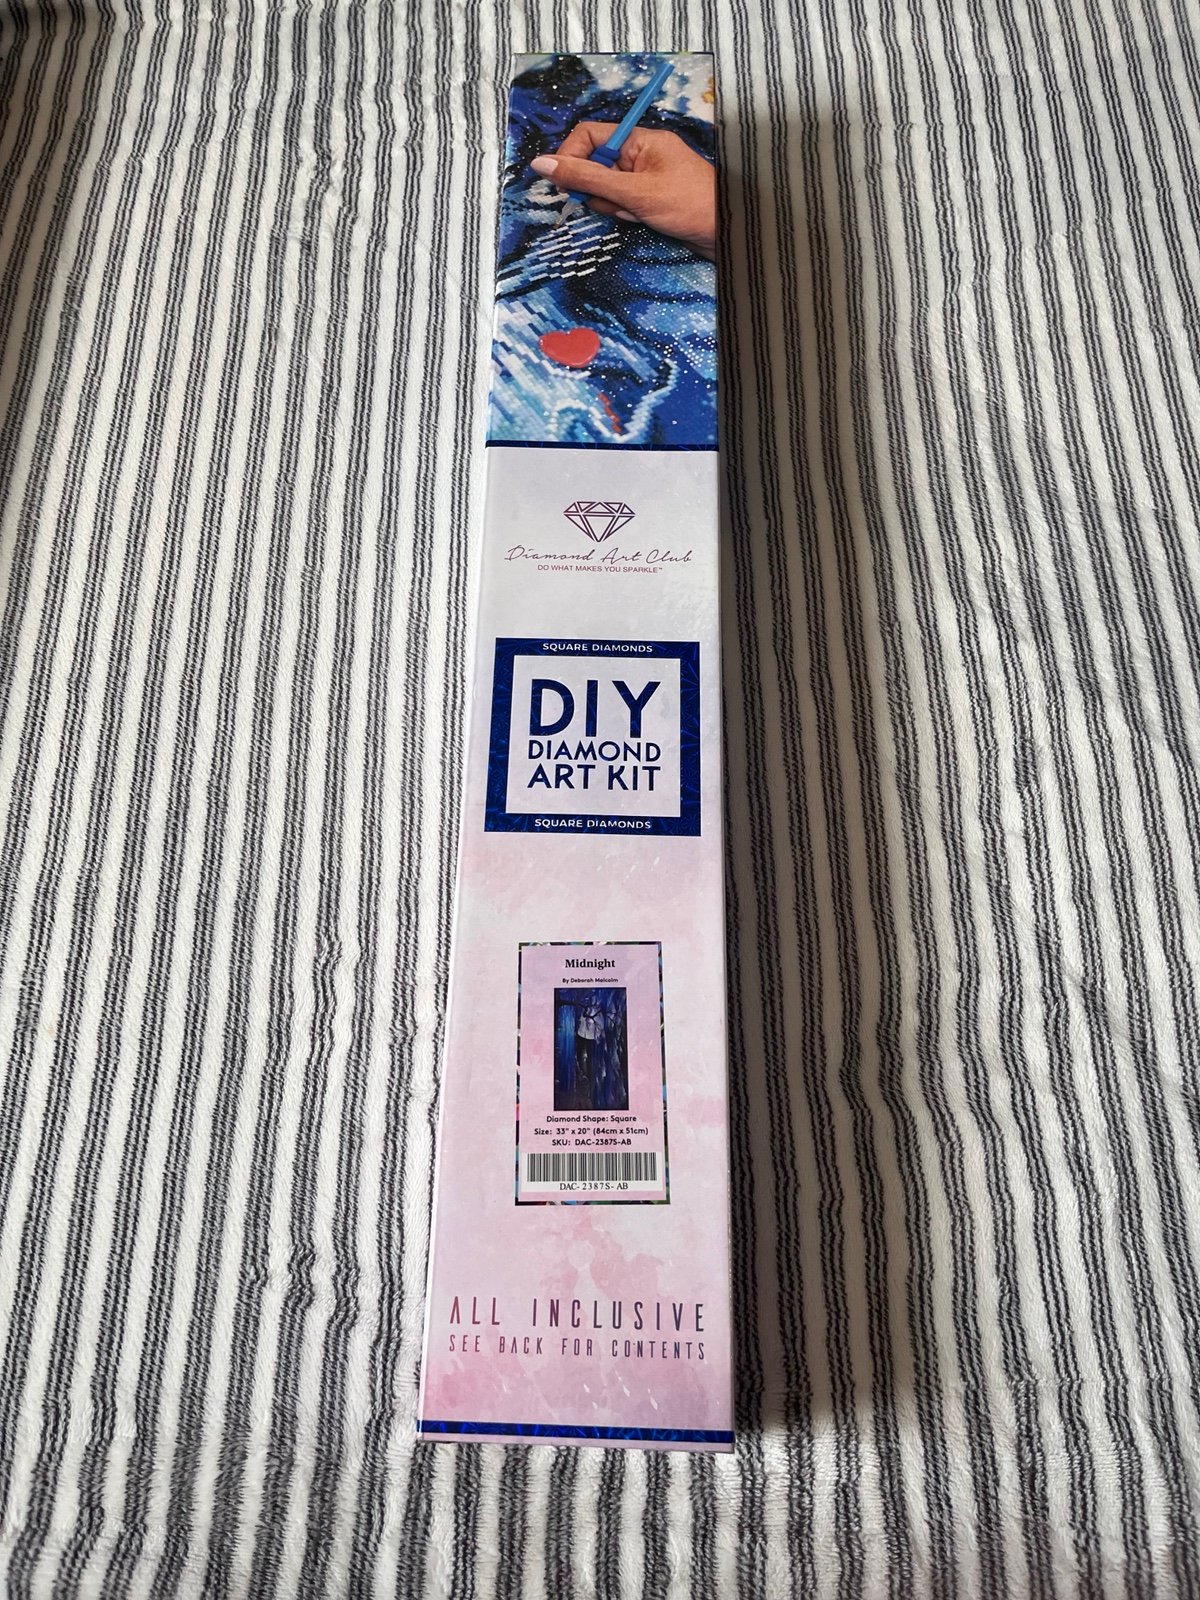 Diamond Art Club
DO WHAT MAKES YOU SPARKLE™
SQUARE DIAMONDS
DIY
DIAMOND
ART KIT
SQUARE DIAMONDS
Midnight
By Deborah Malcolm
Diamond Shape: Square
Size: 33" x 20" (84cm x 51cm)
SKU: DAC-2387S-AB
DAC- 2387S- AB
ALL INCLUSIVE
SEE BACK FOR CONTENTS